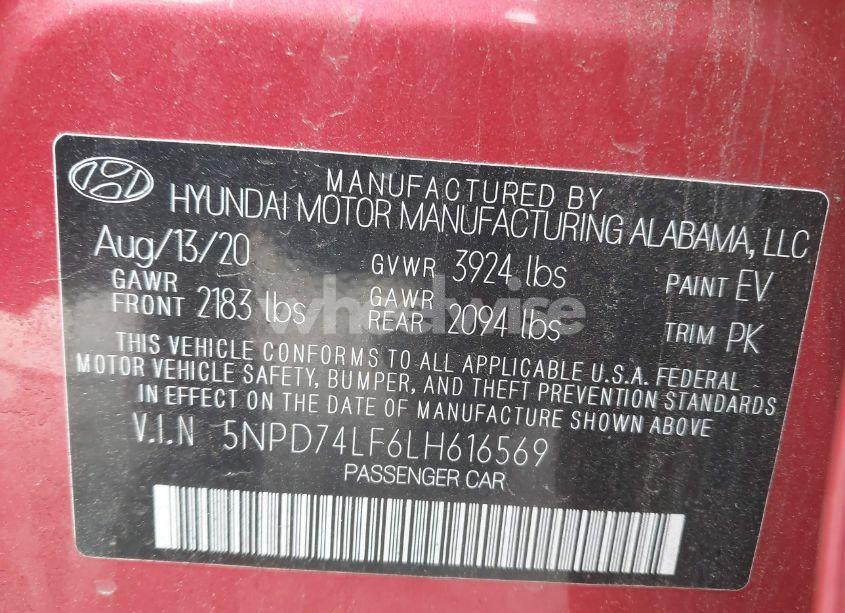 MANUFACTURED BY
HYUNDAI MOTOR MANUFACTURING ALABAMA, LLC
Aug/13/20 GVWR 3924 lbs PAINT EV
GAWR FRONT 2183 lbs GAWR REAR 2094 lbs TRIM PK
THIS VEHICLE CONFORMS TO ALL APPLICABLE U.S.A. FEDERAL
MOTOR VEHICLE SAFETY, BUMPER, AND THEFT PREVENTION STANDARDS
IN EFFECT ON THE DATE OF MANUFACTURE SHOWN ABOVE
V.I.N 5NPD74LF6LH616569
PASSENGER CAR
wheelwise